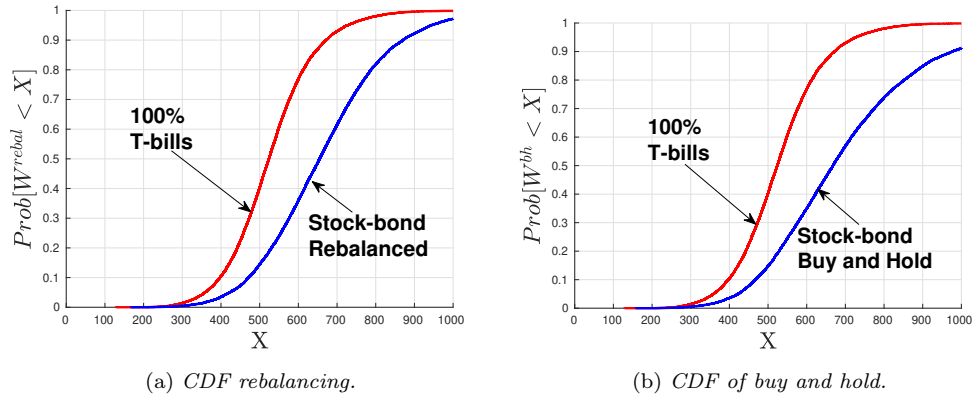 1
0.9
0.8
0.7
0.6
0.5
0.4
0.3
0.2
0.1
0
Prob[W^{rebal} < X]
100%
T-bills
Stock-bond
Rebalanced
0 100 200 300 400 500 600 700 800 900 1000
X
(a) CDF rebalancing.
1
0.9
0.8
0.7
0.6
0.5
0.4
0.3
0.2
0.1
0
Prob[W^{bh} < X]
100%
T-bills
Stock-bond
Buy and Hold
0 100 200 300 400 500 600 700 800 900 1000
X
(b) CDF of buy and hold.